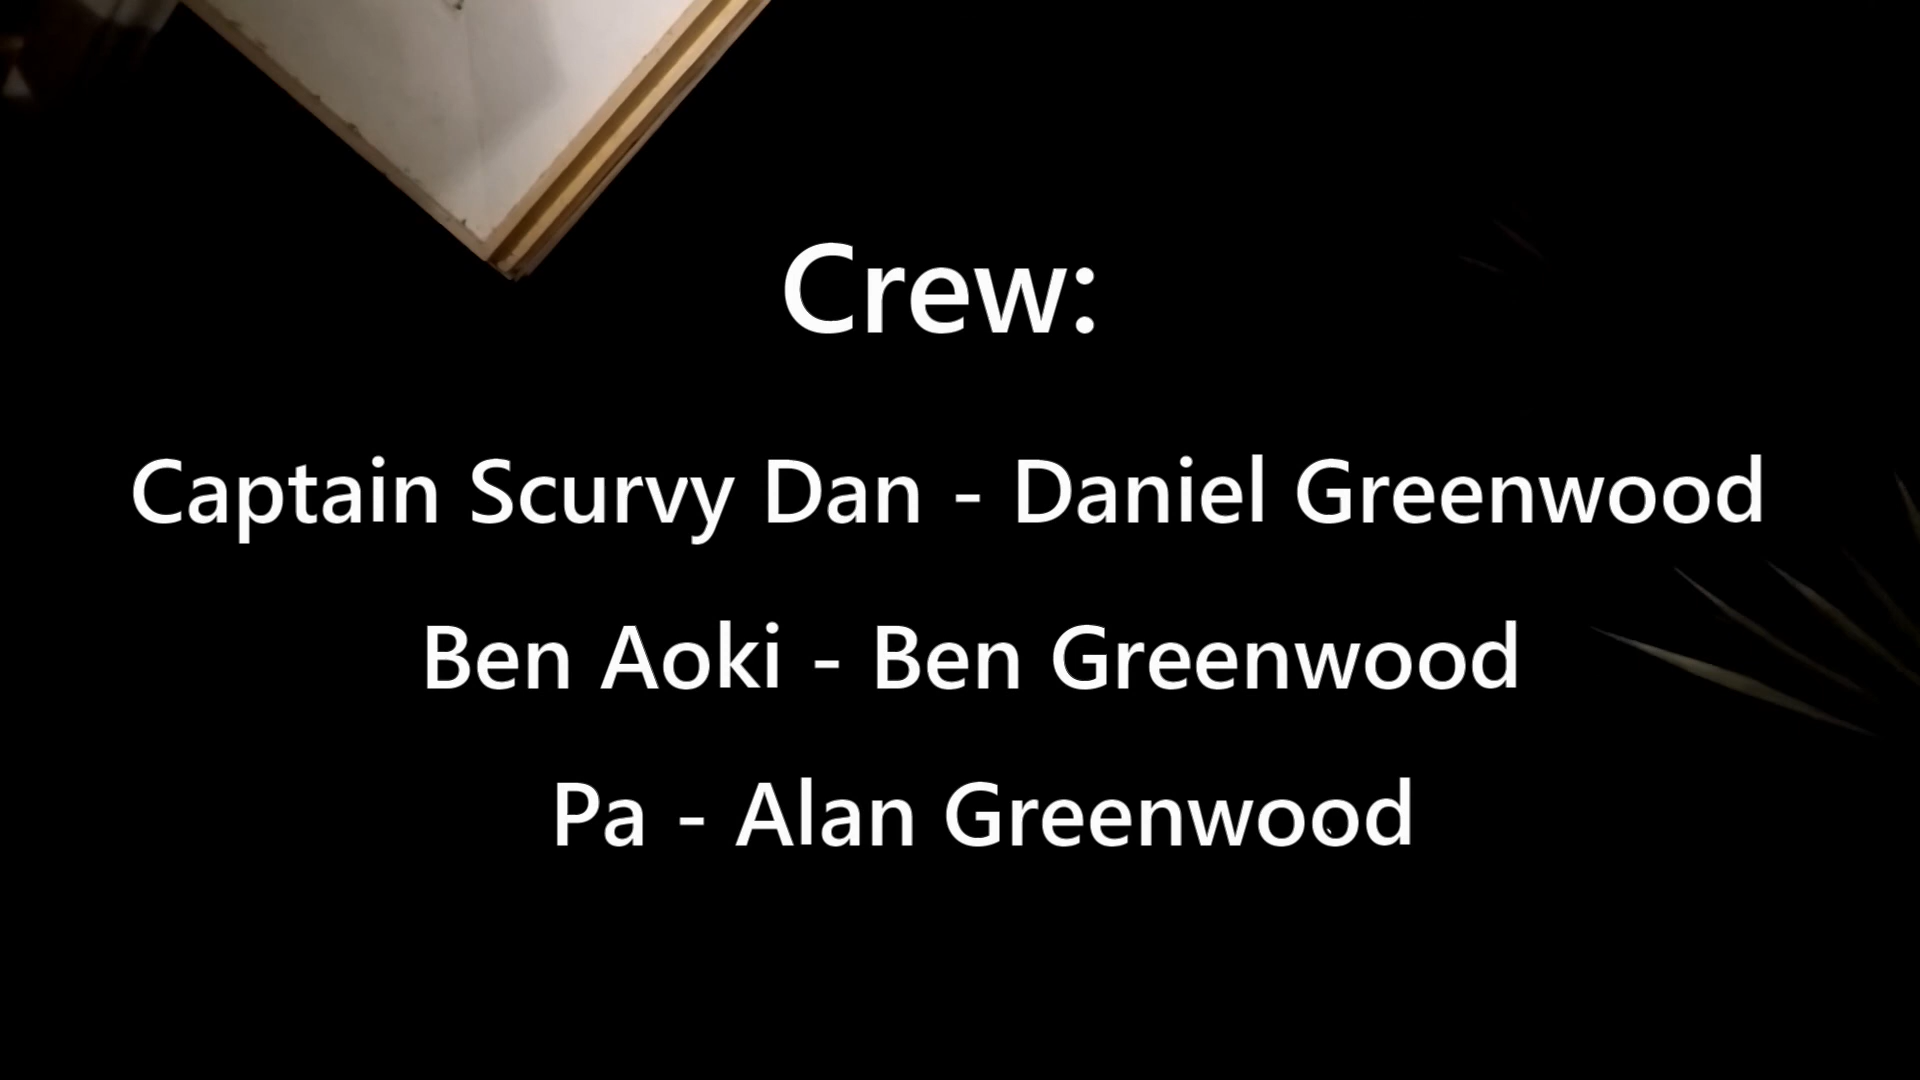 Crew:
Captain Scurvy Dan - Daniel Greenwood
Ben Aoki - Ben Greenwood
Pa - Alan Greenwood